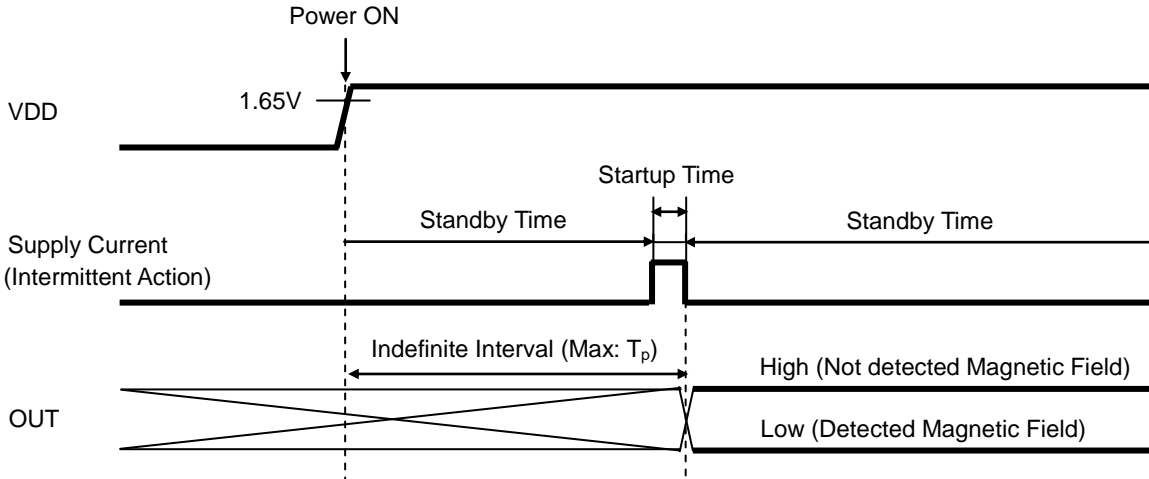 Power ON
1.65V
VDD
Startup Time
Standby Time
Standby Time
Supply Current
(Intermittent Action)
Indefinite Interval (Max: Tp)
High (Not detected Magnetic Field)
OUT
Low (Detected Magnetic Field)